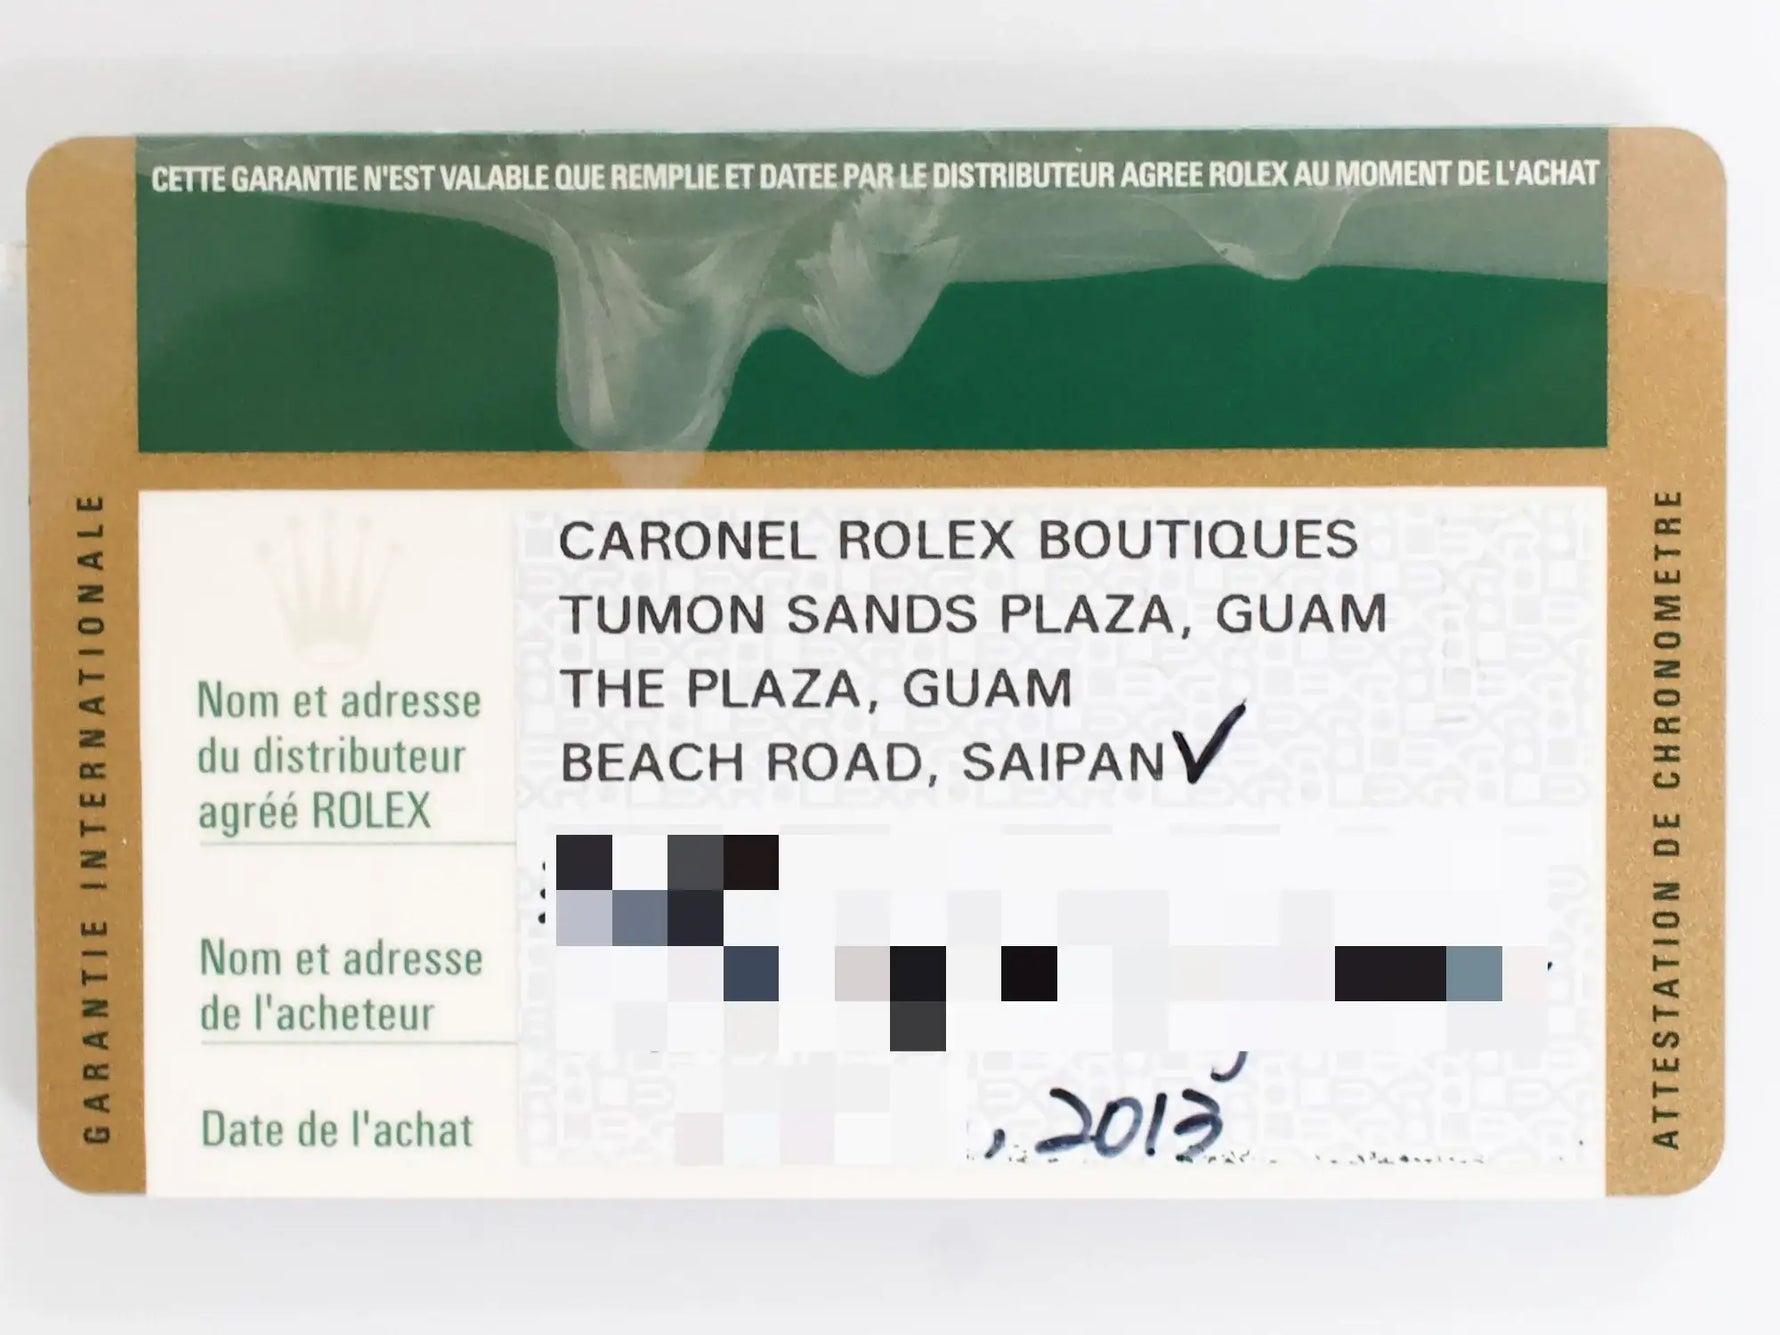 CETTE GARANTIE N'EST VALABLE QUE REMPLIE ET DATEE PAR LE DISTRIBUTEUR AGREE ROLEX AU MOMENT DE L'ACHAT
GARANTIE INTERNATIONALE
CARONEL ROLEX BOUTIQUES
TUMON SANDS PLAZA, GUAM
THE PLAZA, GUAM
BEACH ROAD, SAIPAN✓
Nom et adresse
du distributeur
agréé ROLEX
Nom et adresse
de l'acheteur
Date de l'achat
, 2013
ATTESTATION DE CHRONOMETRE